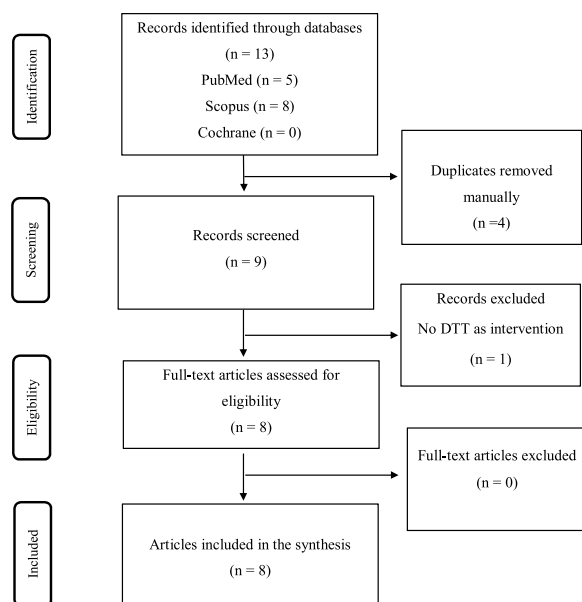 Identification
Records identified through databases
(n = 13)
PubMed (n = 5)
Scopus (n = 8)
Cochrane (n = 0)
Duplicates removed
manually
(n =4)
Screening
Records screened
(n = 9)
Records excluded
No DTT as intervention
(n = 1)
Eligibility
Full-text articles assessed for
eligibility
(n = 8)
Full-text articles excluded
(n = 0)
Included
Articles included in the synthesis
(n = 8)